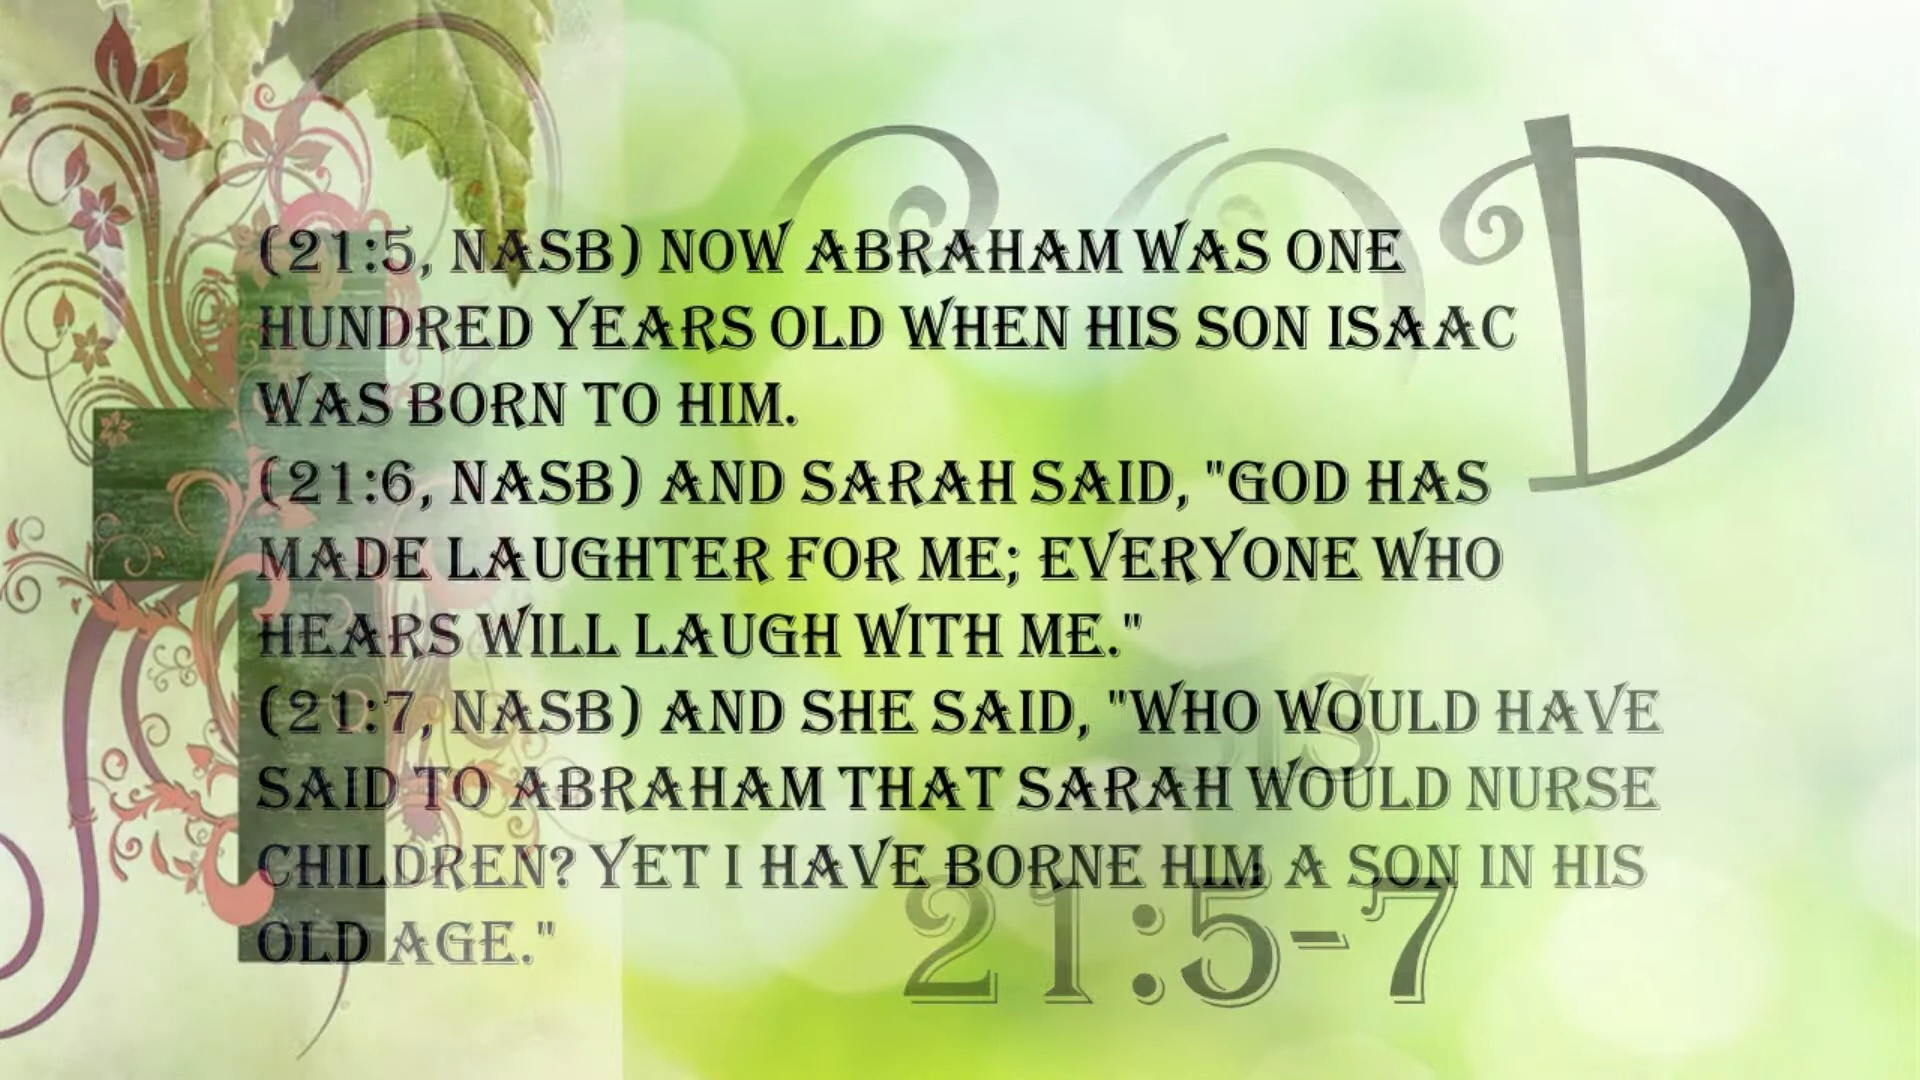 GOD
(21:5, NASB) NOW ABRAHAM WAS ONE
HUNDRED YEARS OLD WHEN HIS SON ISAAC
WAS BORN TO HIM.
(21:6, NASB) AND SARAH SAID, "GOD HAS
MADE LAUGHTER FOR ME; EVERYONE WHO
HEARS WILL LAUGH WITH ME."
(21:7, NASB) AND SHE SAID, "WHO WOULD HAVE
SAID TO ABRAHAM THAT SARAH WOULD NURSE
CHILDREN? YET I HAVE BORNE HIM A SON IN HIS
OLD AGE."
IS
21:5-7